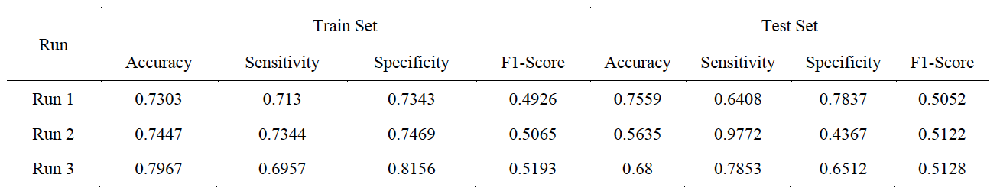 Train Set Test Set
Run
Accuracy Sensitivity Specificity F1-Score Accuracy Sensitivity Specificity F1-Score
Run 1 0.7303 0.713 0.7343 0.4926 0.7559 0.6408 0.7837 0.5052
Run 2 0.7447 0.7344 0.7469 0.5065 0.5635 0.9772 0.4367 0.5122
Run 3 0.7967 0.6957 0.8156 0.5193 0.68 0.7853 0.6512 0.5128